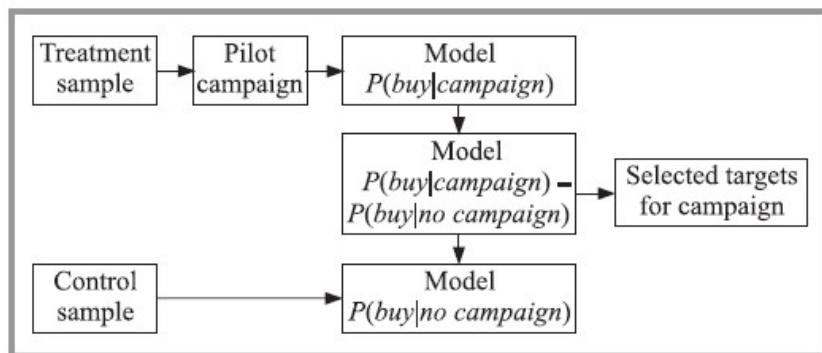 Treatment
sample
Pilot
campaign
Model
P(buy|campaign)
Model
P(buy|campaign) –
P(buy|no campaign)
Selected targets
for campaign
Control
sample
Model
P(buy|no campaign)